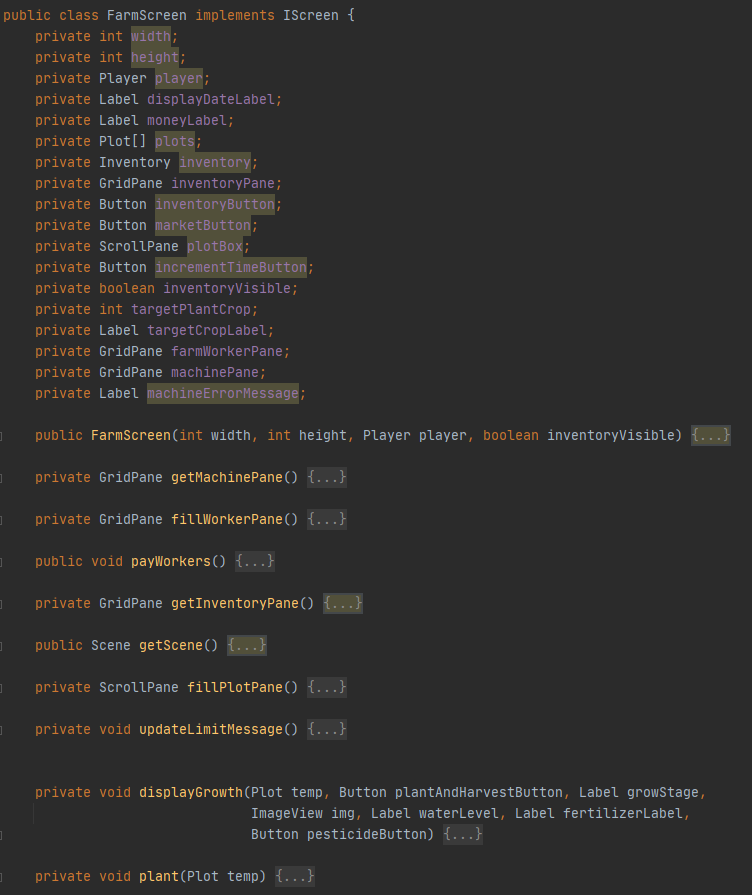 public class FarmScreen implements IScreen {
private int width;
private int height;
private Player player;
private Label displayDateLabel;
private Label moneyLabel;
private Plot[] plots;
private Inventory inventory;
private GridPane inventoryPane;
private Button inventoryButton;
private Button marketButton;
private ScrollPane plotBox;
private Button incrementTimeButton;
private boolean inventoryVisible;
private int targetPlantCrop;
private Label targetCropLabel;
private GridPane farmWorkerPane;
private GridPane machinePane;
private Label machineErrorMessage;
public FarmScreen(int width, int height, Player player, boolean inventoryVisible) {...}
private GridPane getMachinePane() {...}
private GridPane fillWorkerPane() {...}
public void payWorkers() {...}
private GridPane getInventoryPane() {...}
public Scene getScene() {...}
private ScrollPane fillPlotPane() {...}
private void updateLimitMessage() {...}
private void displayGrowth(Plot temp, Button plantAndHarvestButton, Label growStage,
ImageView img, Label waterLevel, Label fertilizerLabel,
Button pesticideButton) {...}
private void plant(Plot temp) {...}